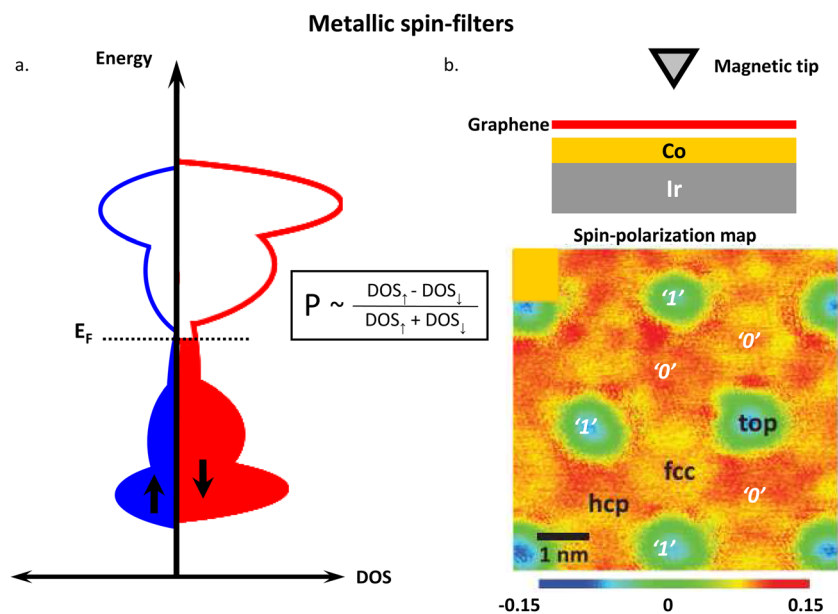 Metallic spin-filters
a.
Energy
E_F
P ~ DOS↑ - DOS↓
DOS↑ + DOS↓
DOS
b.
Magnetic tip
Graphene
Co
Ir
Spin-polarization map
'1'
'0'
'0'
'1'
top
fcc
hcp
'0'
1 nm
'1'
-0.15
0
0.15